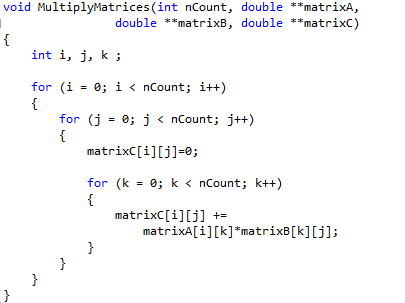 void MultiplyMatrices(int nCount, double **matrixA,
                double **matrixB, double **matrixC)
{
    int i, j, k ;

    for (i = 0; i < nCount; i++)
    {
        for (j = 0; j < nCount; j++)
        {
            matrixC[i][j]=0;

            for (k = 0; k < nCount; k++)
            {
                matrixC[i][j] +=
                    matrixA[i][k]*matrixB[k][j];
            }
        }
    }
}